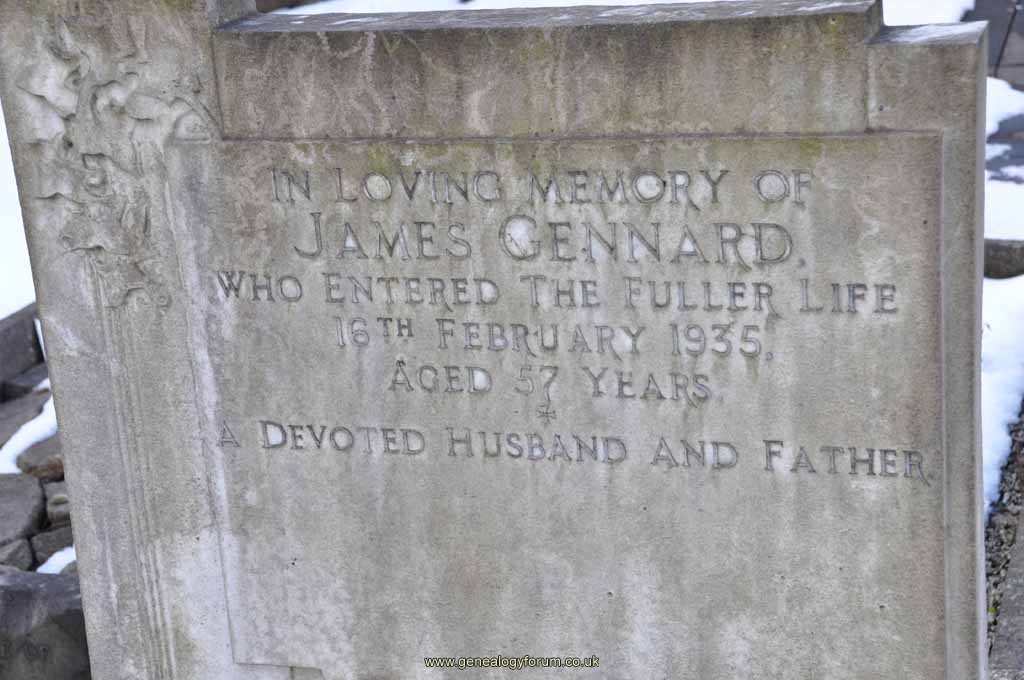 IN LOVING MEMORY OF
JAMES GENNARD,
WHO ENTERED THE FULLER LIFE
16TH FEBRUARY 1935,
AGED 57 YEARS.
A DEVOTED HUSBAND AND FATHER
www.genealogyforum.co.uk